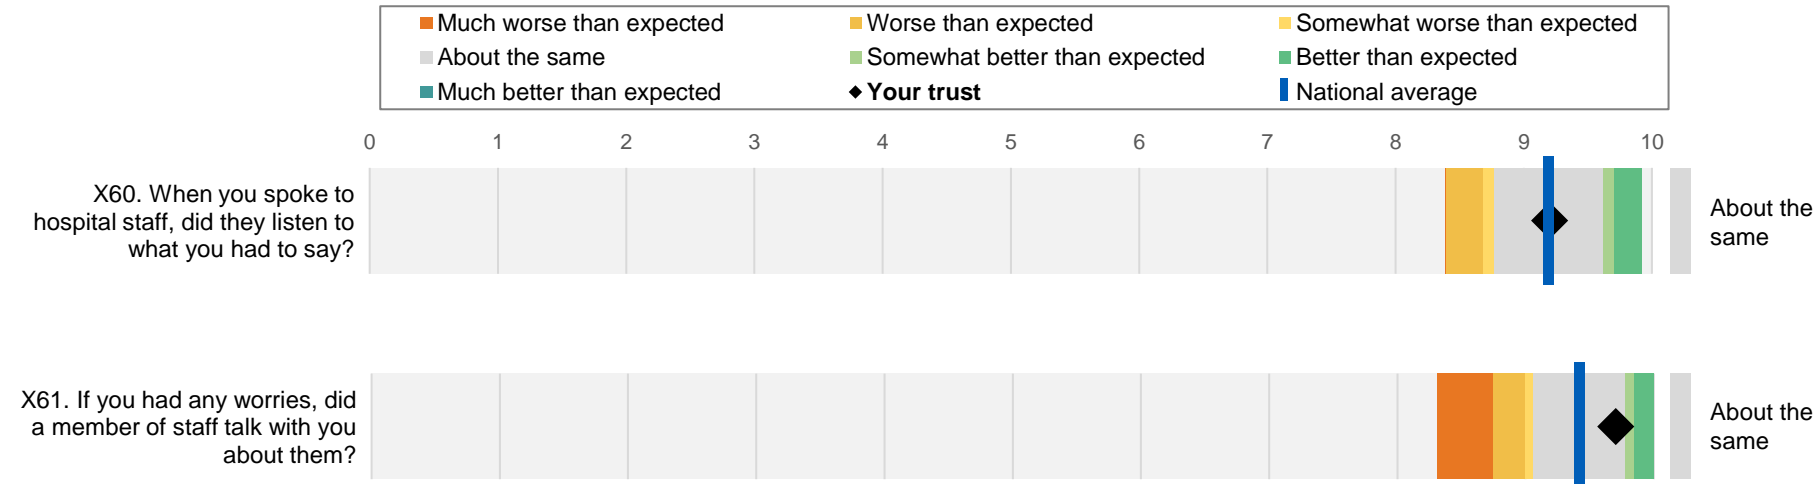 Much worse than expected
Worse than expected
Somewhat worse than expected
About the same
Somewhat better than expected
Better than expected
Much better than expected
Your trust
National average
0 1 2 3 4 5 6 7 8 9 10
X60. When you spoke to
hospital staff, did they listen to
what you had to say?
About the
same
X61. If you had any worries, did
a member of staff talk with you
about them?
About the
same